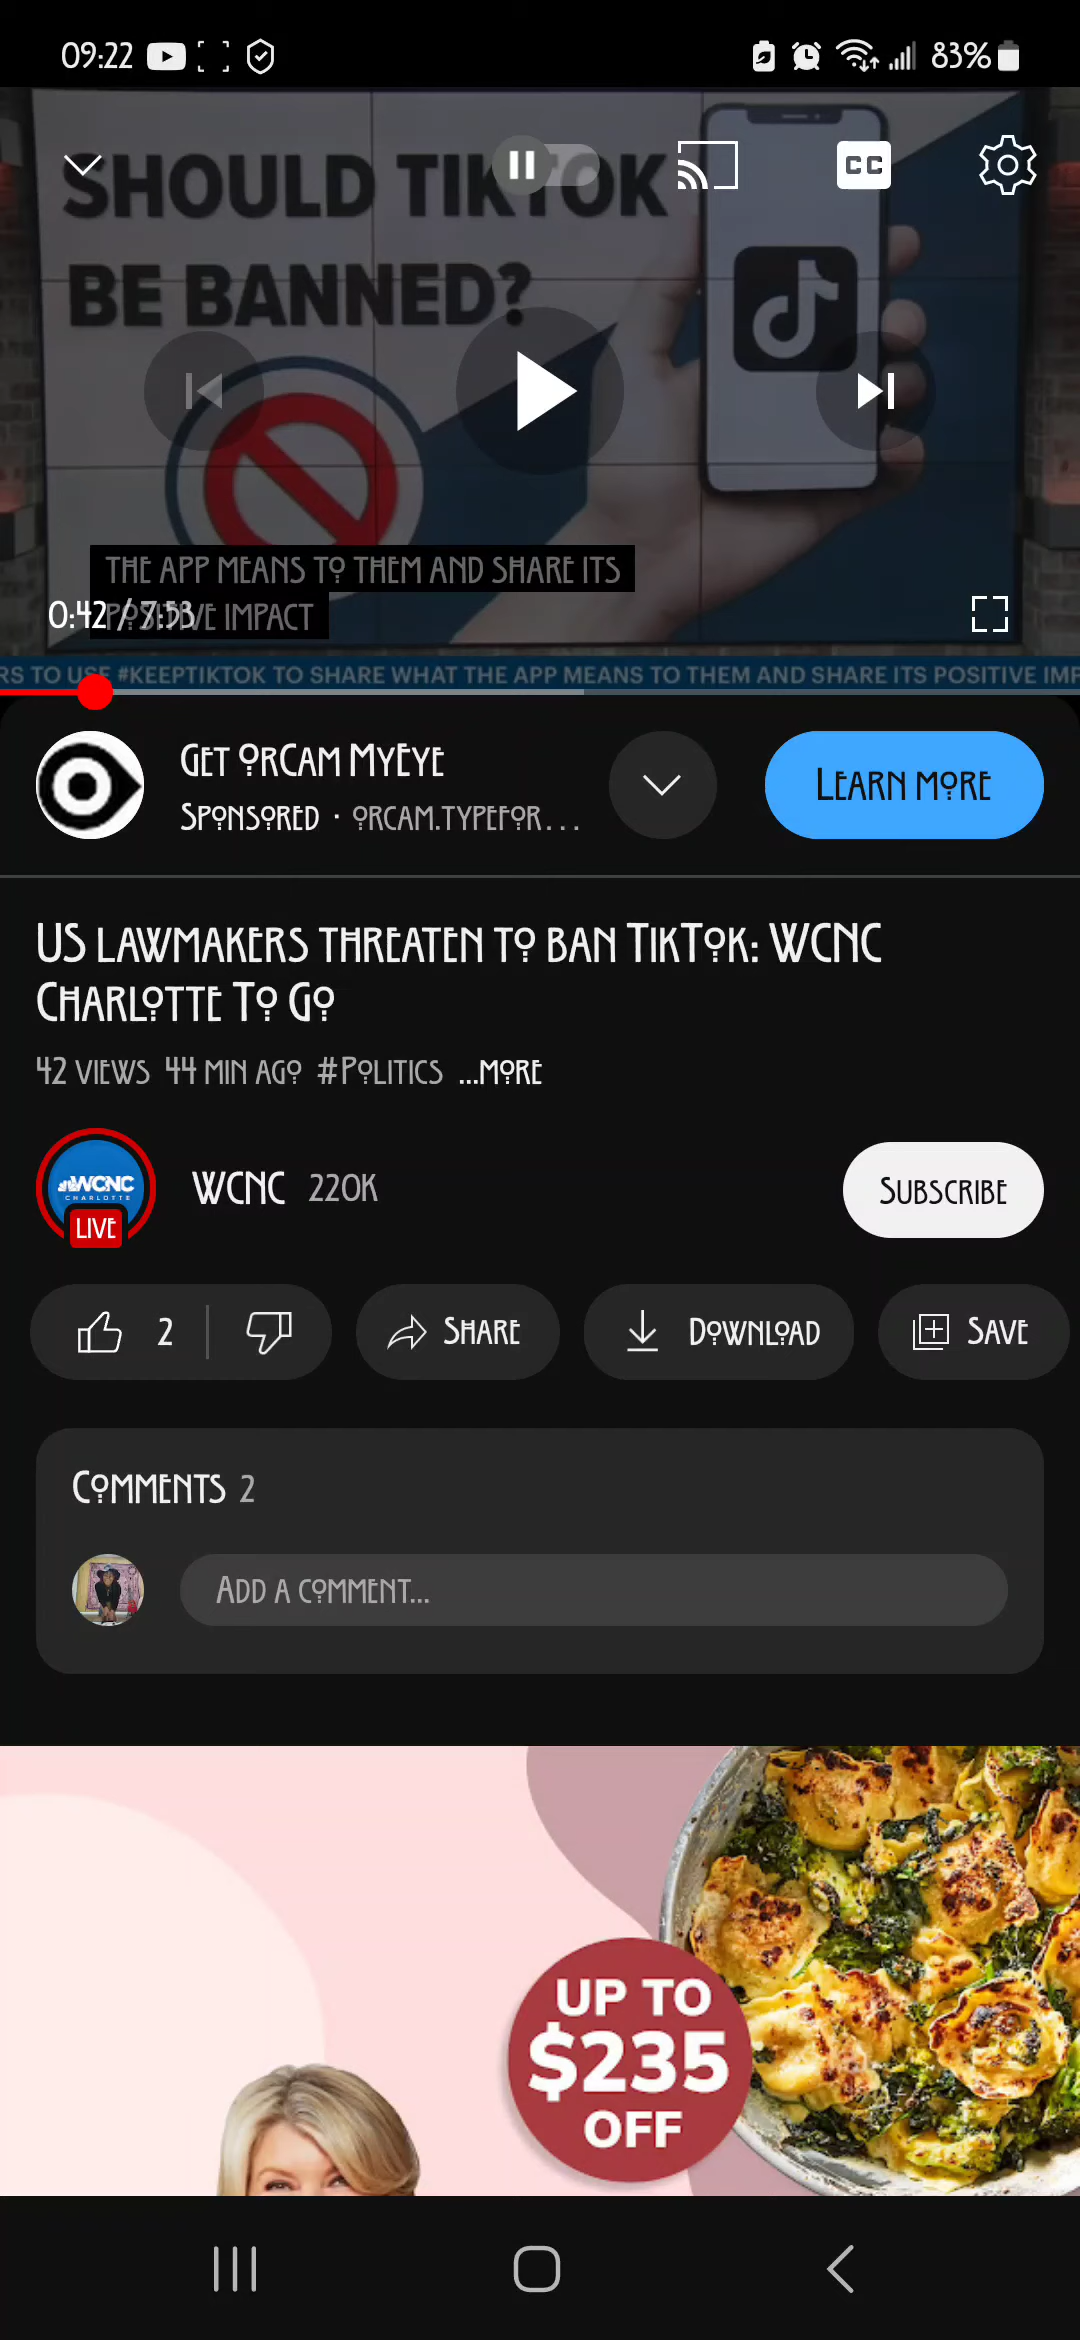 09:22
83%
SHOULD TIKTOK
BE BANNED?
CC
THE APP MEANS TO THEM AND SHARE ITS
POSITIVE IMPACT
0:42 / 7:53
RS TO USE #KEEPTIKTOK TO SHARE WHAT THE APP MEANS TO THEM AND SHARE ITS POSITIVE IMP
Get OrCam MyEye
Sponsored · orcam.typefor...
Learn more
US lawmakers threaten to ban TikTok: WCNC
Charlotte To Go
42 views 44 min ago #Politics ...more
WCNC
CHARLOTTE
LIVE
WCNC 220K
Subscribe
2
Share
Download
Save
Comments 2
Add a comment...
UP TO
$235
OFF